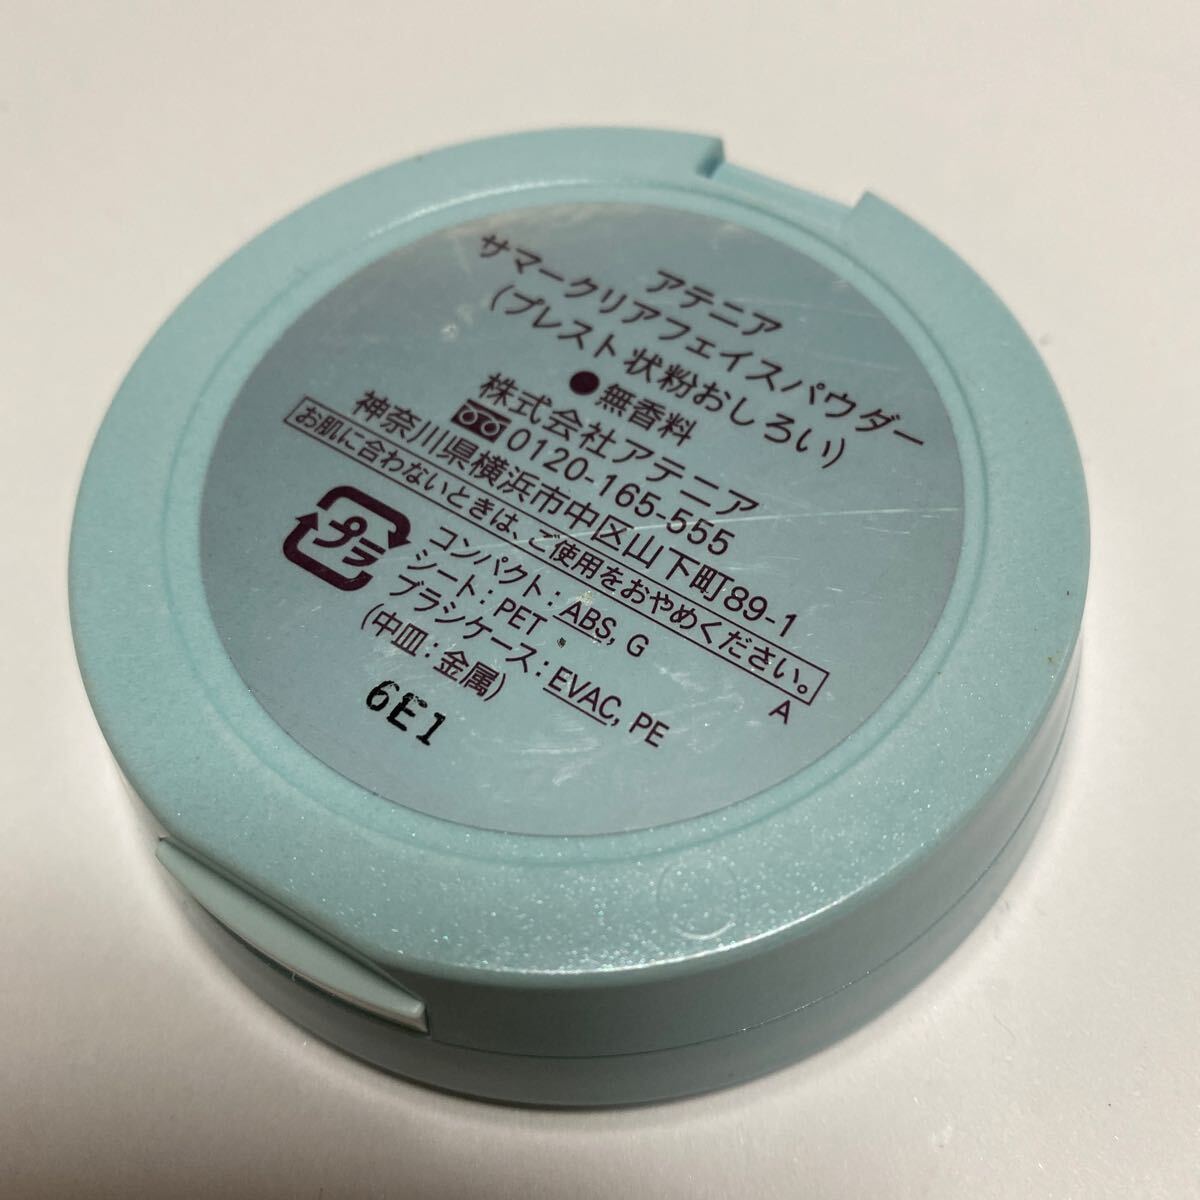 アテニア
サマークリアフェイスパウダー
(プレスト状粉おしろい)
●無香料
株式会社アテニア
0120-165-555
神奈川県横浜市中区山下町89-1
お肌に合わないときは、ご使用をおやめください。
プラ
コンパクト:ABS, G
シート:PET
ブラシケース:EVAC, PE
(中皿:金属)
A
6E1